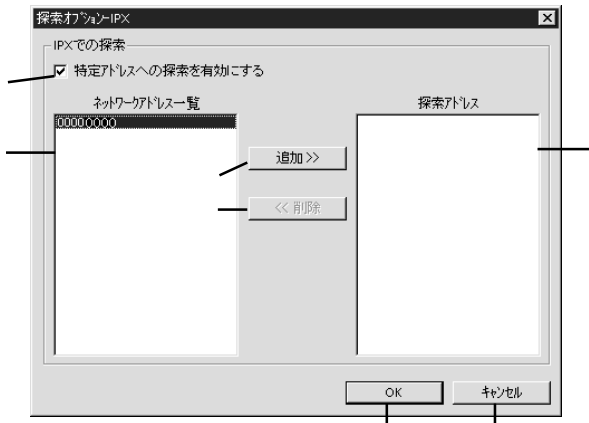 探索ｵﾌﾟｼｮﾝ-IPX
IPXでの探索
特定ｱﾄﾞﾚｽへの探索を有効にする
ﾈｯﾄﾜｰｸｱﾄﾞﾚｽ一覧
00000000
追加>>
<< 削除
探索ｱﾄﾞﾚｽ
OK
ｷｬﾝｾﾙ